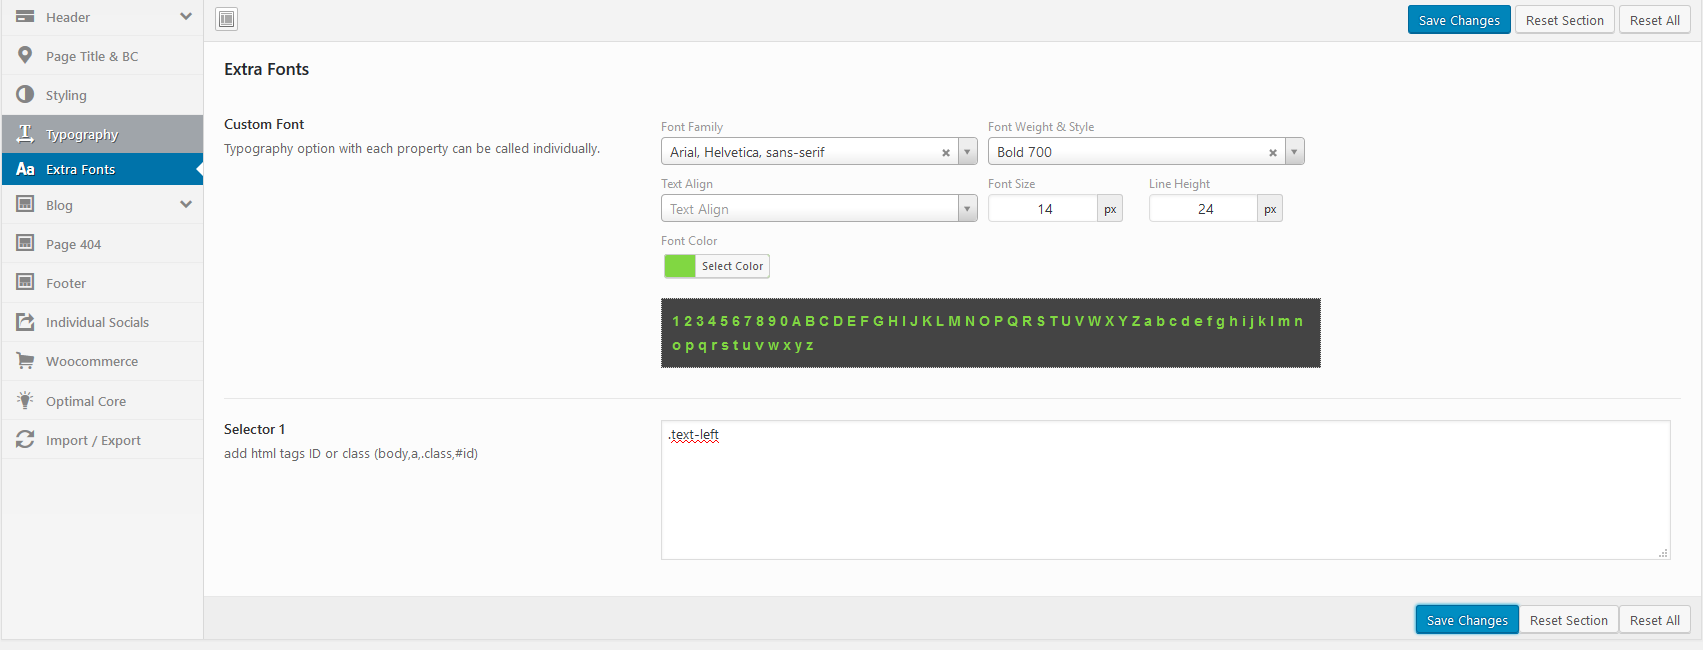 Header
Page Title & BC
Styling
Typography
Aa Extra Fonts
Blog
Page 404
Footer
Individual Socials
Woocommerce
Optimal Core
Import / Export
Save Changes Reset Section Reset All
Extra Fonts
Custom Font
Typography option with each property can be called individually.
Font Family Font Weight & Style
Arial, Helvetica, sans-serif Bold 700
Text Align Font Size Line Height
Text Align 14 px 24 px
Font Color
Select Color
1 2 3 4 5 6 7 8 9 0 A B C D E F G H I J K L M N O P Q R S T U V W X Y Z a b c d e f g h i j k l m n
o p q r s t u v w x y z
Selector 1
add html tags ID or class (body,a,.class,#id)
.text-left
Save Changes Reset Section Reset All